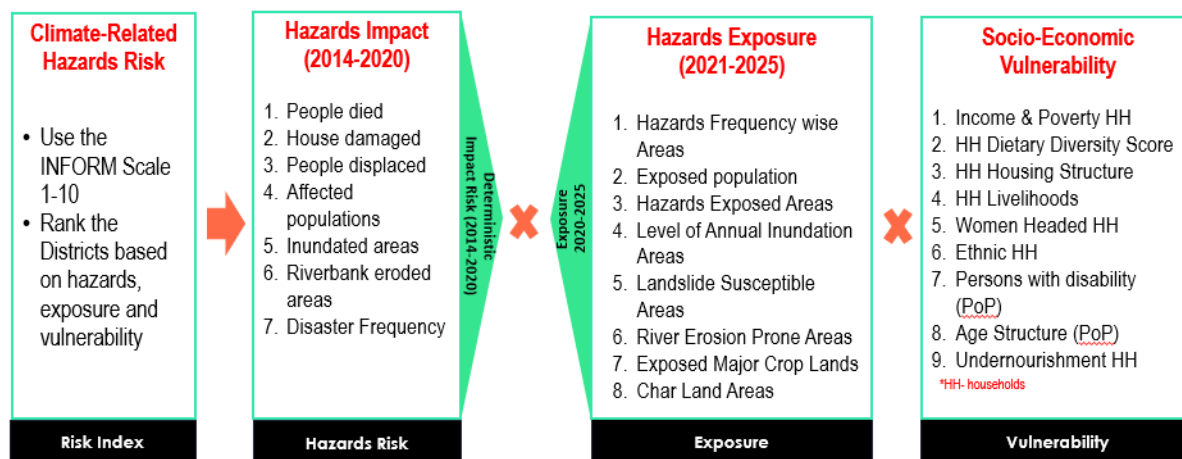 Climate-Related
Hazards Risk
• Use the
INFORM Scale
1-10
• Rank the
Districts based
on hazards,
exposure and
vulnerability
Risk Index
Hazards Impact
(2014-2020)
1. People died
2. House damaged
3. People displaced
4. Affected
populations
5. Inundated areas
6. Riverbank eroded
areas
7. Disaster Frequency
Hazards Risk
Deterministic
Impact Risk (2014-2020)
Exposure
2020-2025
Hazards Exposure
(2021-2025)
1. Hazards Frequency wise
Areas
2. Exposed population
3. Hazards Exposed Areas
4. Level of Annual Inundation
Areas
5. Landslide Susceptible
Areas
6. River Erosion Prone Areas
7. Exposed Major Crop Lands
8. Char Land Areas
Exposure
Socio-Economic
Vulnerability
1. Income & Poverty HH
2. HH Dietary Diversity Score
3. HH Housing Structure
4. HH Livelihoods
5. Women Headed HH
6. Ethnic HH
7. Persons with disability
(PoP)
8. Age Structure (PoP)
9. Undernourishment HH
*HH- households
Vulnerability